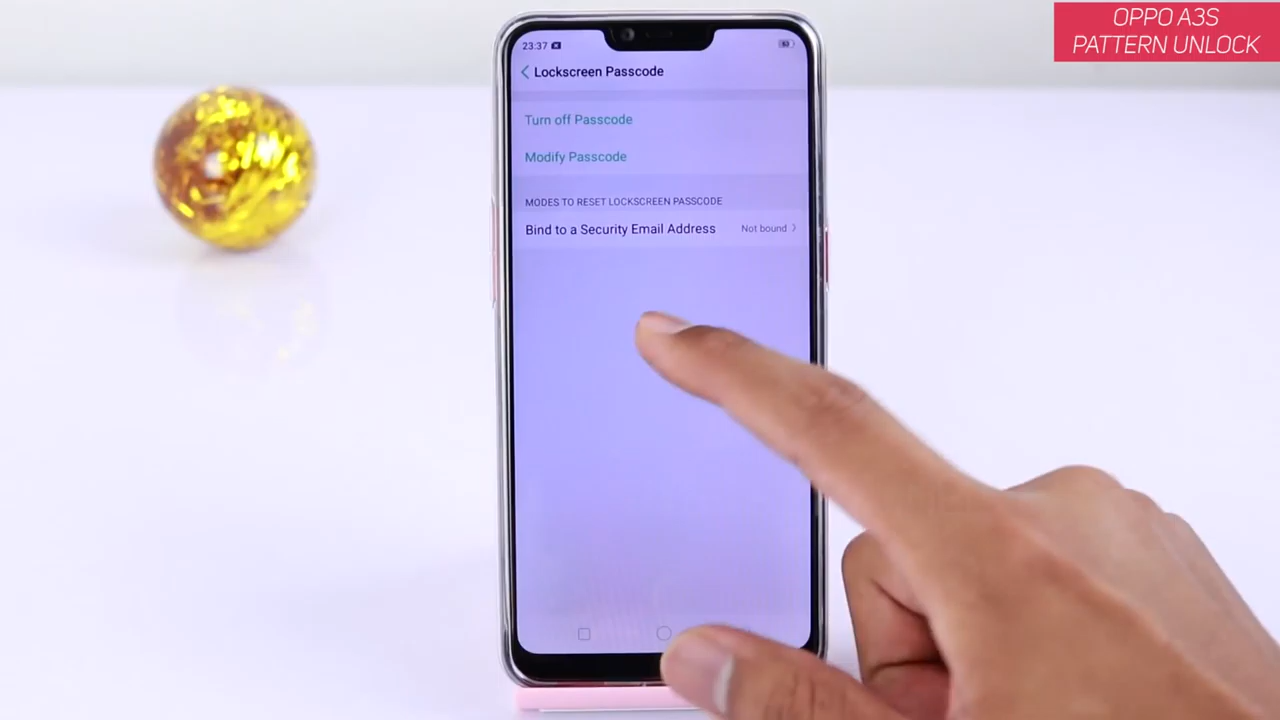 OPPO A3S
PATTERN UNLOCK
23:37
Lockscreen Passcode
Turn off Passcode
Modify Passcode
MODES TO RESET LOCKSCREEN PASSCODE
Bind to a Security Email Address Not bound